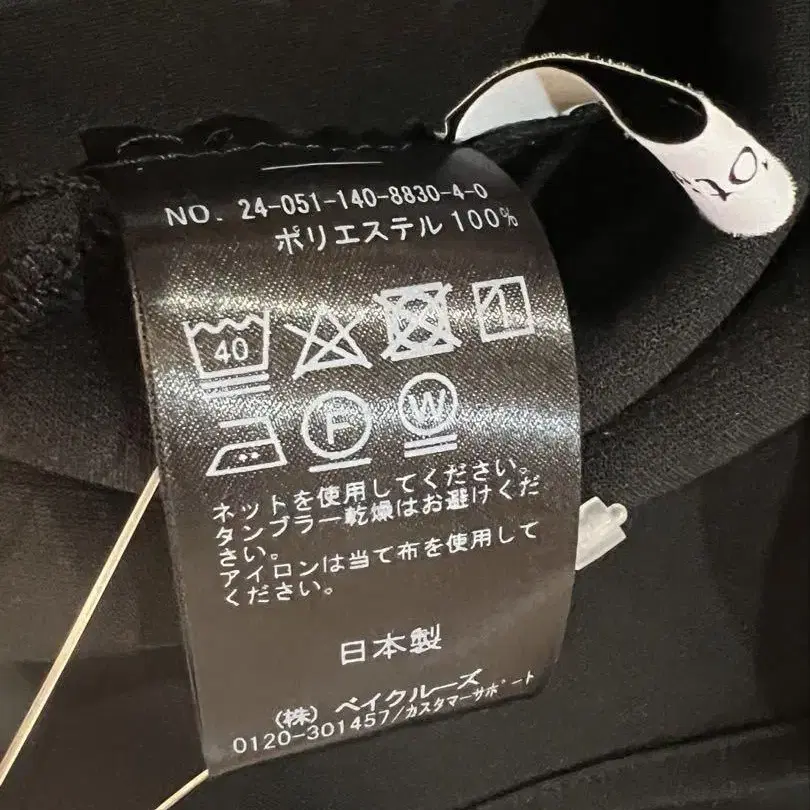 NO. 24-051-140-8830-4-0
ポリエステル 100%
40
1
F W
ネットを使用してください。
タンブラー乾燥はお避けくだ
さい。
アイロンは当て布を使用して
ください。
日本製
(株) ベイクルーズ
0120-301457/カスタマーサポート